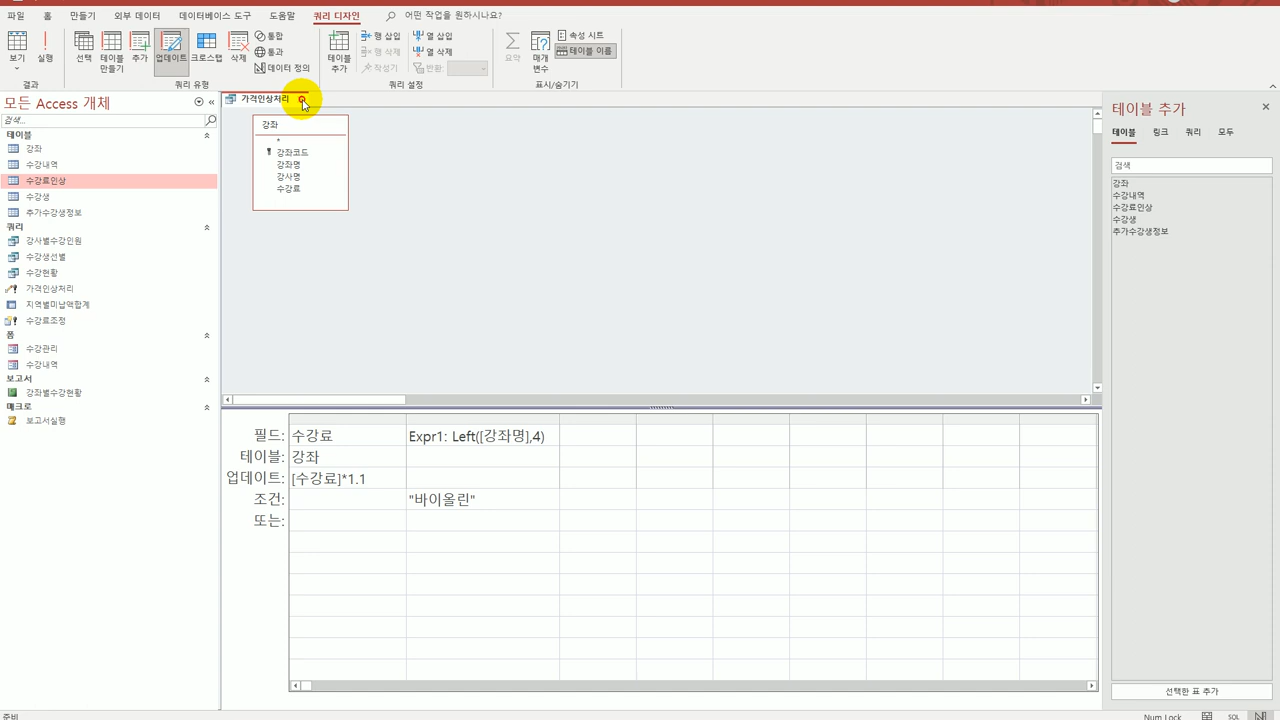 파일 홈 만들기 외부 데이터 데이터베이스 도구 도움말 쿼리 디자인 어떤 작업을 원하시나요?
보기 실행 선택 테이블 만들기 추가 업데이트 크로스탭 삭제
통합
통과
데이터 정의
테이블 추가
행 삽입
행 삭제
작성기
열 삽입
열 삭제
반환:
요약 매개 변수
속성 시트
테이블 이름
결과 쿼리 유형 쿼리 설정 표시/숨기기
모든 Access 개체
검색...
테이블
강좌
수강내역
수강료인상
수강생
추가수강생정보
쿼리
강사별수강인원
수강생선별
수강현황
가격인상처리
지역별미납액합계
수강료조정
폼
수강관리
수강내역
보고서
강좌별수강현황
매크로
보고서실행
가격인상처리
강좌
*
강좌코드
강좌명
강사명
수강료
필드: 수강료 Expr1: Left([강좌명],4)
테이블: 강좌
업데이트: [수강료]*1.1
조건: "바이올린"
또는:
테이블 추가
테이블 링크 쿼리 모두
검색
강좌
수강내역
수강료인상
수강생
추가수강생정보
선택한 표 추가
준비 Num Lock SQL